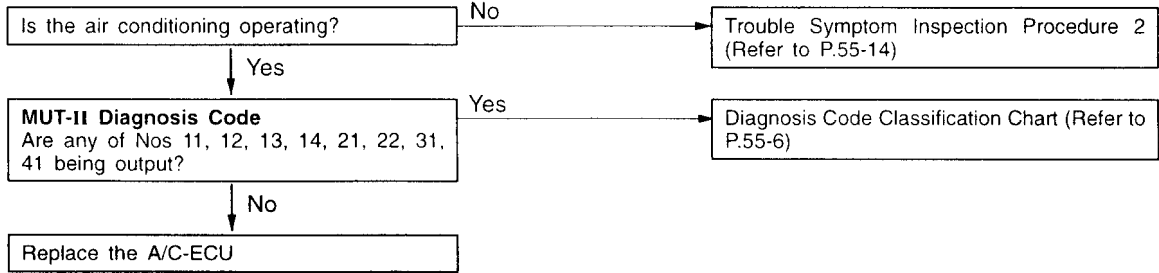 Is the air conditioning operating?
No
Trouble Symptom Inspection Procedure 2
(Refer to P.55-14)
Yes
MUT-II Diagnosis Code
Are any of Nos 11, 12, 13, 14, 21, 22, 31,
41 being output?
Yes
Diagnosis Code Classification Chart (Refer to
P.55-6)
No
Replace the A/C-ECU